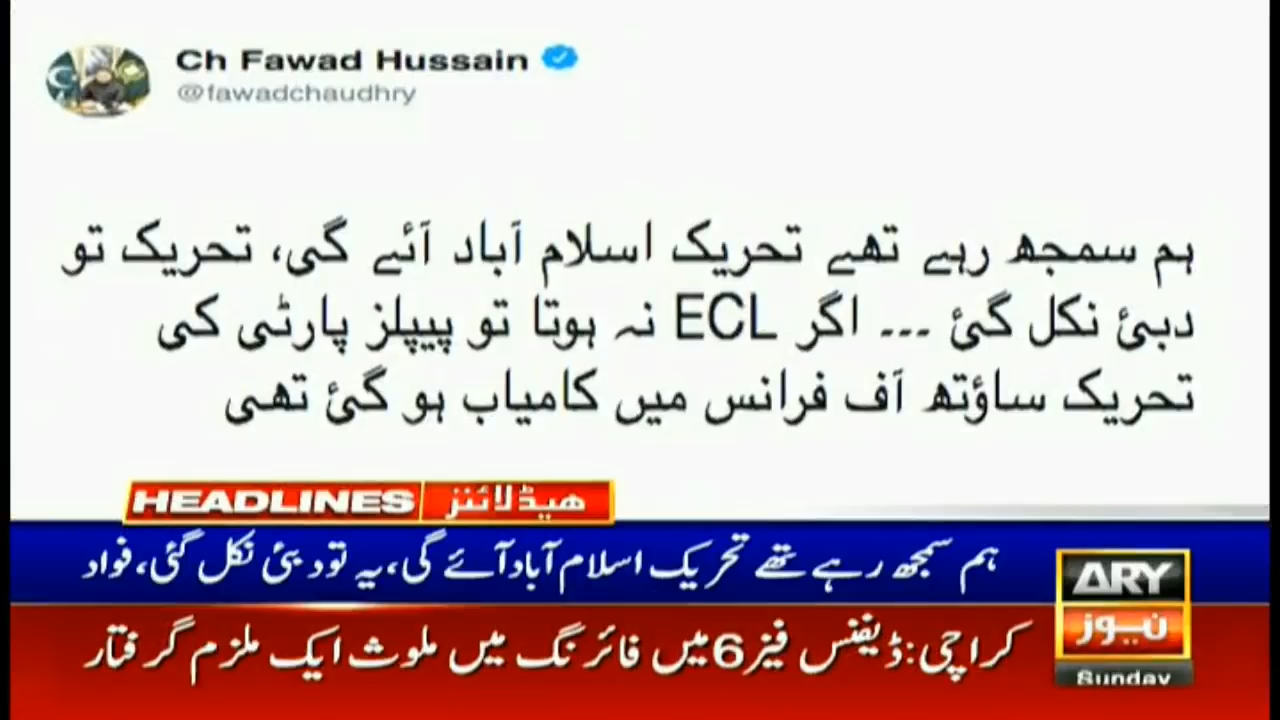 Ch Fawad Hussain
@fawadchaudhry
ہم سمجھ رہے تھے تحریک اسلام آباد آئے گی، تحریک تو
دبئ نکل گئ --- اگر ECL نہ ہوتا تو پیپلز پارٹی کی
تحریک ساؤتھ آف فرانس میں کامیاب ہو گئ تھی
HEADLINES ہیڈلائنز
ہم سمجھ رہے تھے تحریک اسلام آباد آئے گی، یہ تو دبئی نکل گئی، فواد
ARY
نیوز
کراچی: ڈیفنس فیز 6 میں فائرنگ میں ملوث ایک ملزم گرفتار
Sunday